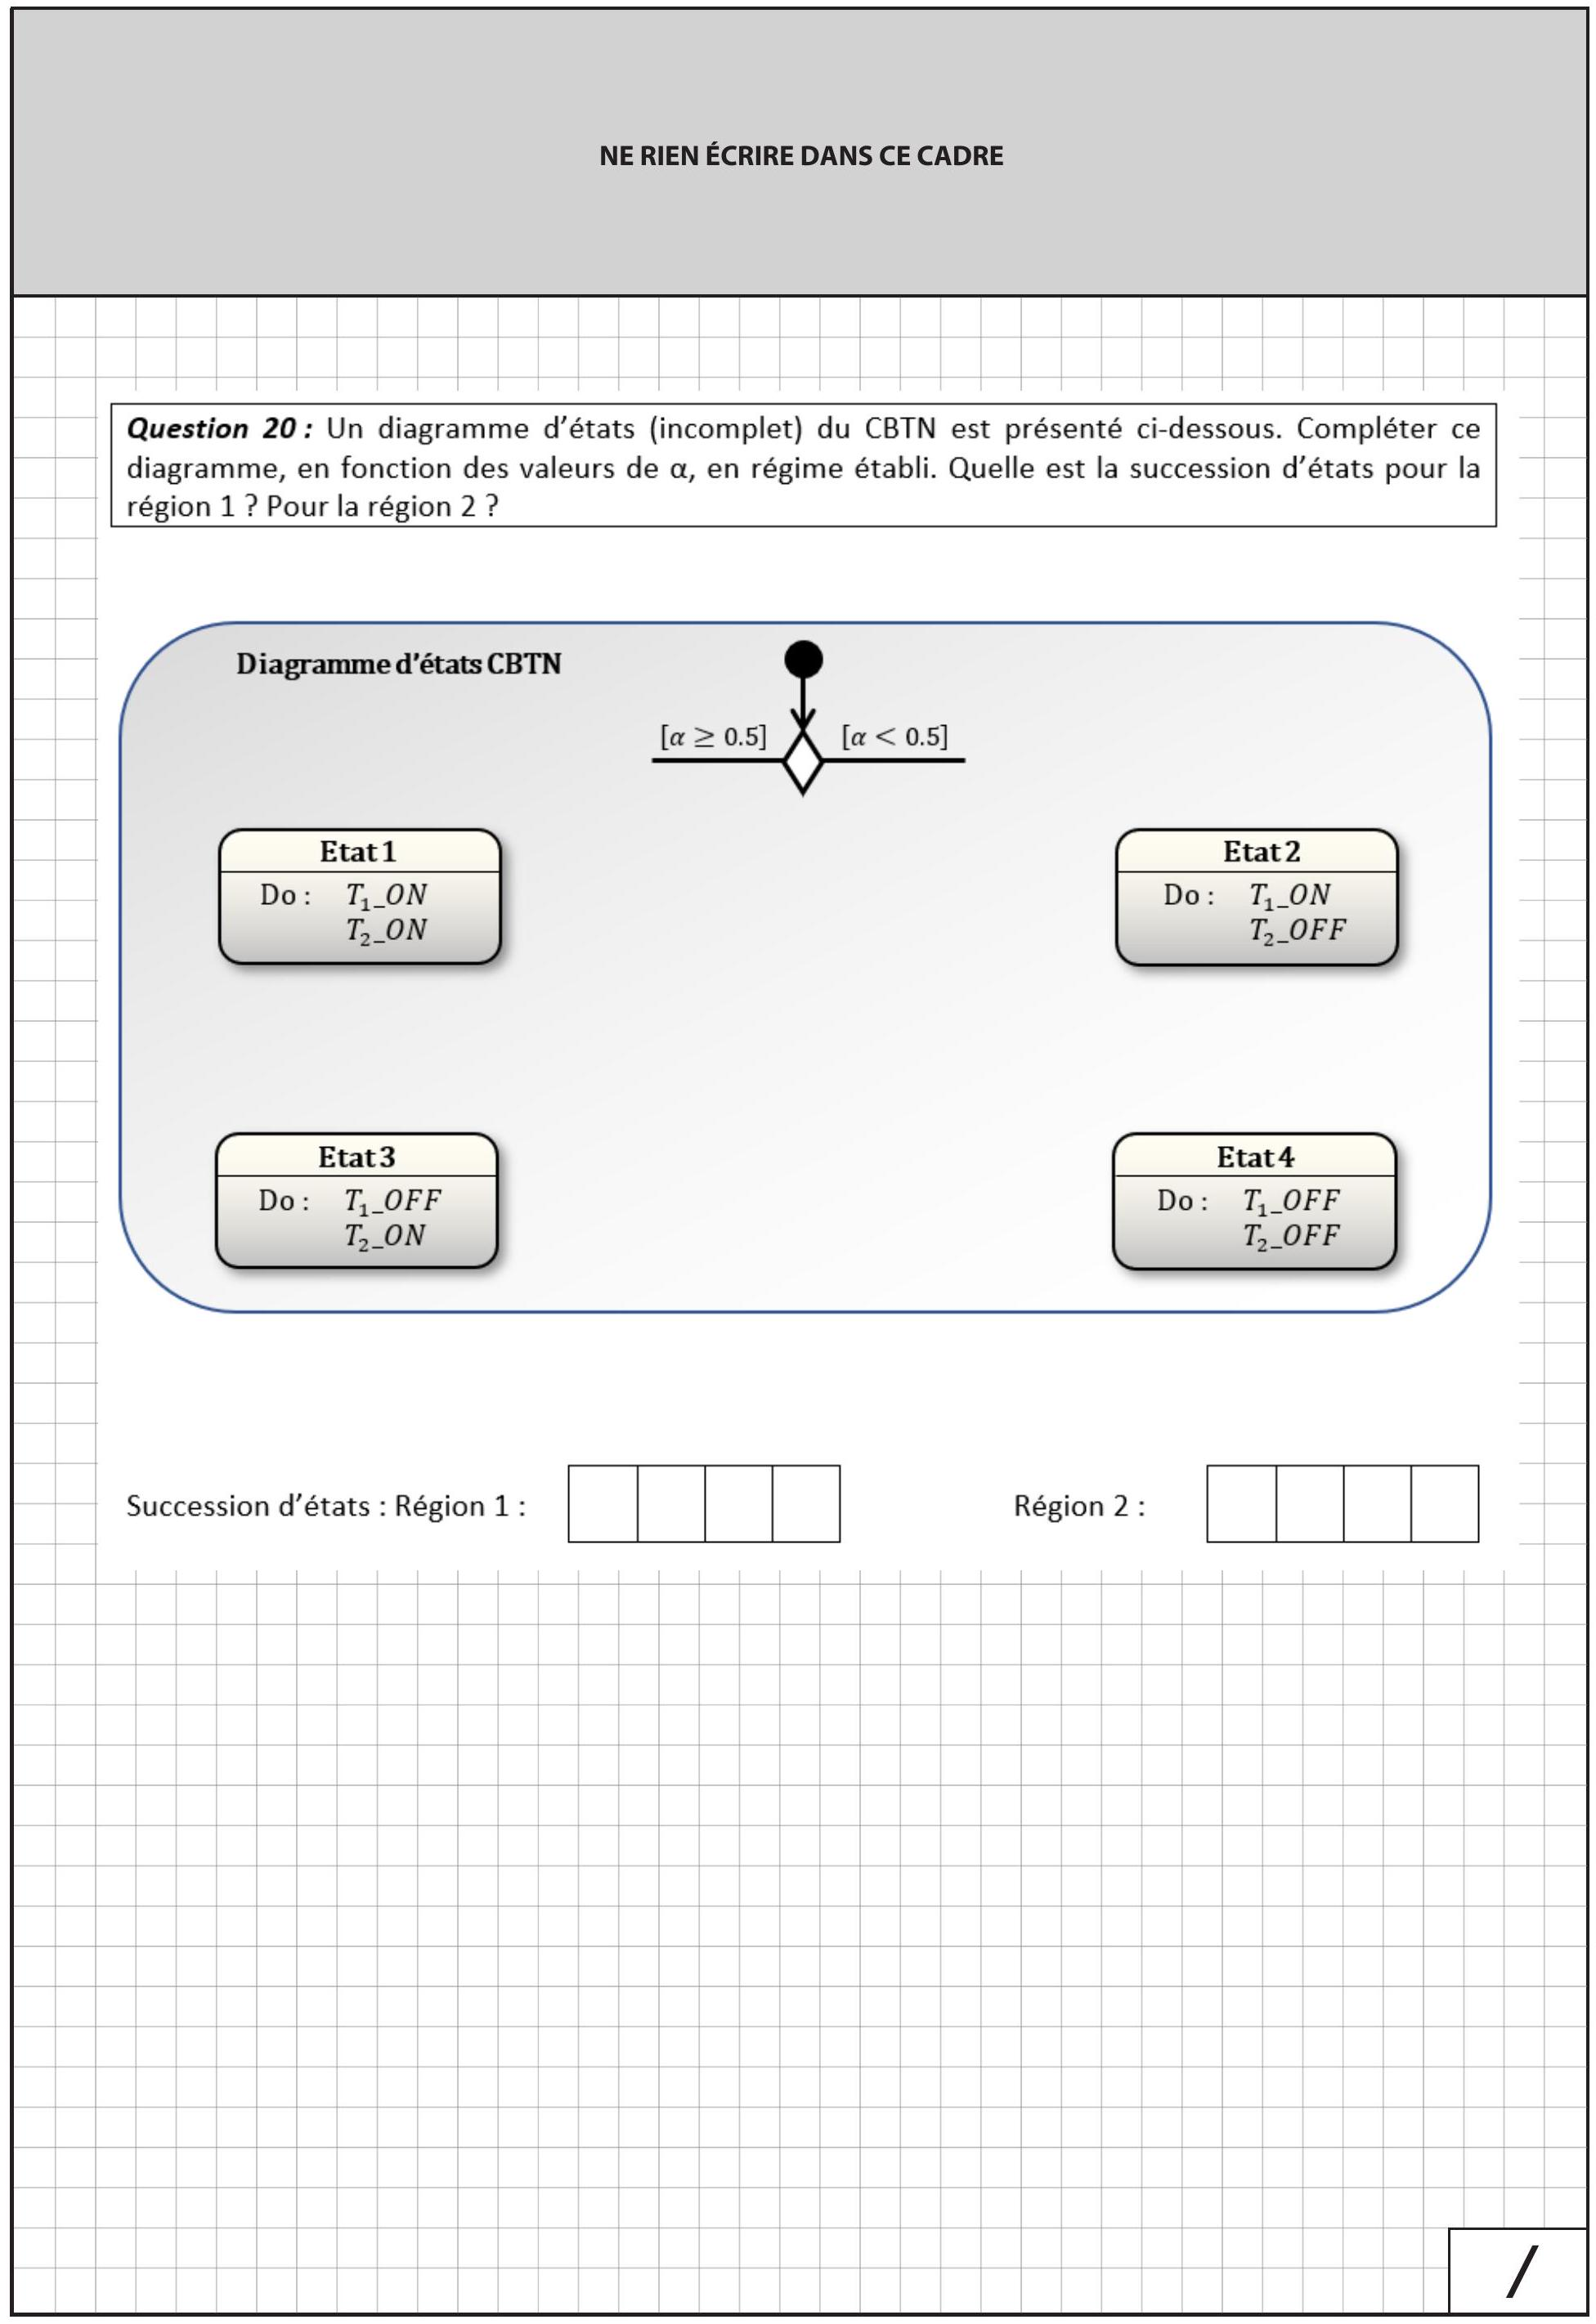 NE RIEN ÉCRIRE DANS CE CADRE
Question 20 : Un diagramme d'états (incomplet) du CBTN est présenté ci-dessous. Compléter ce
diagramme, en fonction des valeurs de α, en régime établi. Quelle est la succession d'états pour la
région 1 ? Pour la région 2 ?
Diagramme d'états CBTN
[α ≥ 0.5] [α < 0.5]
Etat 1
Do : T₁_ON
T₂_ON
Etat 2
Do : T₁_ON
T₂_OFF
Etat 3
Do : T₁_OFF
T₂_ON
Etat 4
Do : T₁_OFF
T₂_OFF
Succession d'états : Région 1 : Région 2 :
/